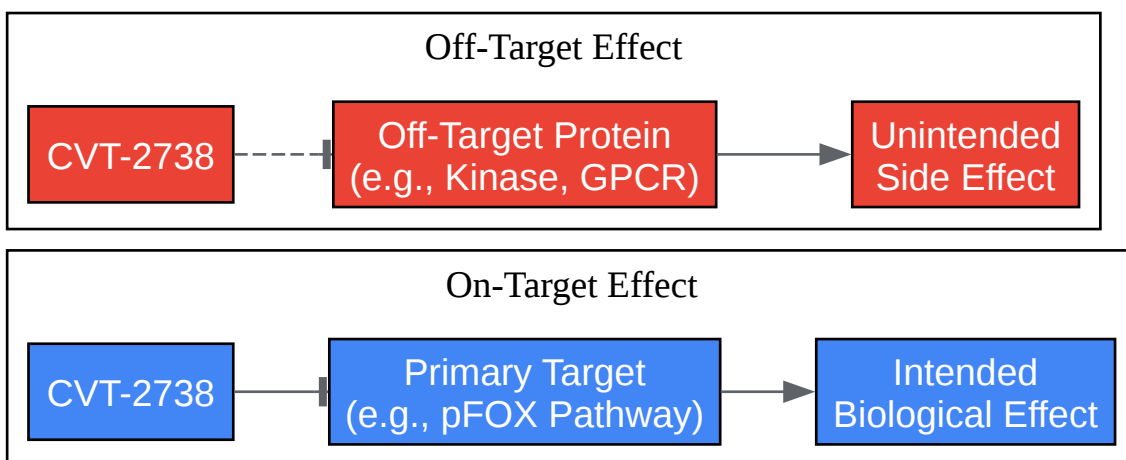 Off-Target Effect
CVT-2738
Off-Target Protein
(e.g., Kinase, GPCR)
Unintended
Side Effect
On-Target Effect
CVT-2738
Primary Target
(e.g., pFOX Pathway)
Intended
Biological Effect